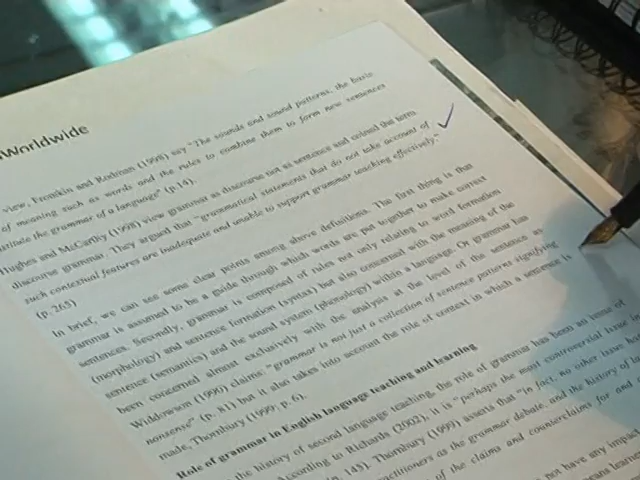 Worldwide
view, Fromkin and Rodman (1998) say "The sounds and sound patterns, the basic
of meaning such as words and the rules to combine them to form new sentences
the grammar of a language" (p.14).
Hughes and McCarthy (1998) view grammar as discourse not as sentence and coined the term
discourse grammar. They argued that "grammatical statements that do not take account of
such contextual features are inadequate and unable to support grammar teaching effectively."
(p.265)
In brief, we can see some clear points among above definitions. The first thing is that
grammar is assumed to be a guide through which words are put together to make correct
sentences. Secondly, grammar is composed of rules not only relating to word formation
(morphology) and sentence formation (syntax) but also concerned with the meaning of the
sentence (semantics) and the sound system (phonology) within a language. Or grammar has
been concerned almost exclusively with the analysis at the level of the sentence as
Widdowson (1990) claims: "grammar is not just a collection of sentence patterns signifying
nonsense" (p. 81) but it also takes into account the role of context in which a sentence is
made, Thornbury (1999; p. 6).
Role of grammar in English language teaching and learning
the history of second language teaching, the role of grammar has been an issue of
According to Richards (2002), it is "perhaps the most controversial issue in
(p. 145). Thornbury (1999) asserts that "in fact, no other issue has
practitioners as the grammar debate, and the history of
of the claims and counterclaims for and
not have any impact